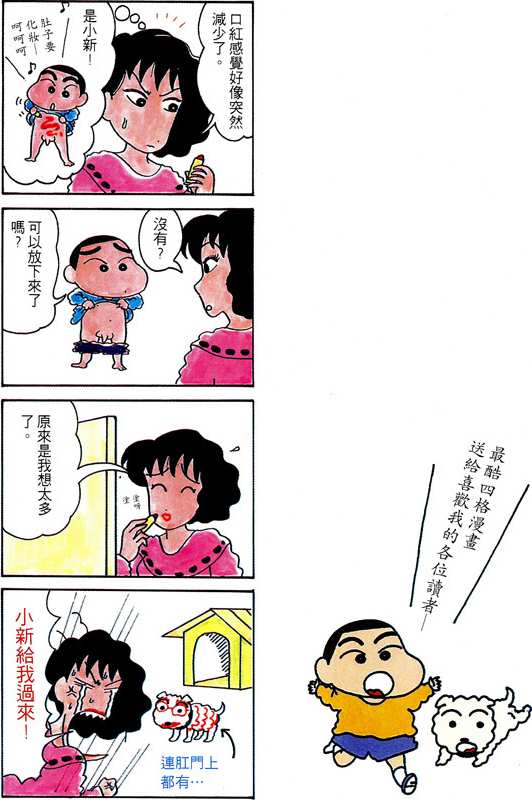 口紅感覺好像突然
減少了。
是小新！
肚子要
化妝─
呵呵呵
沒有？
可以放下來了
嗎？
原來是我想太多
了。
塗呀
塗
小新給我過來！
連肛門上
都有…
最酷四格漫畫
送給喜歡我的各位讀者─